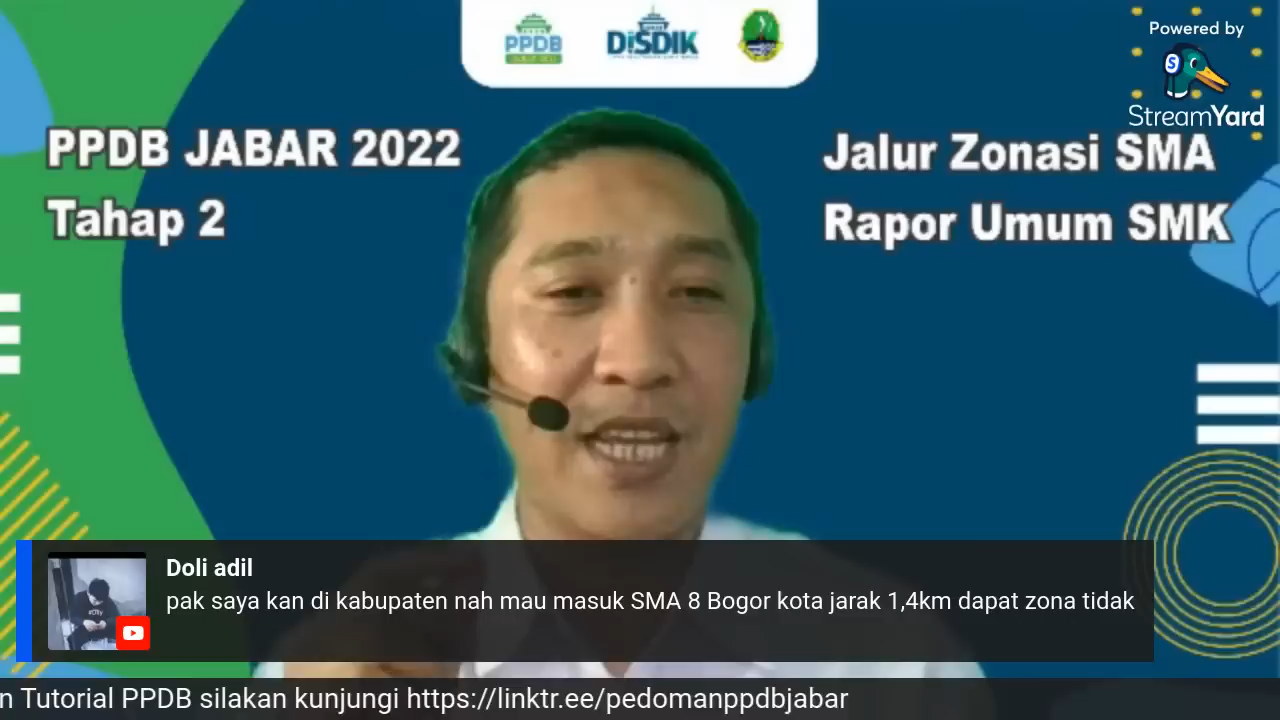 PPDB
DISDIK
Powered by
StreamYard
PPDB JABAR 2022
Tahap 2
Jalur Zonasi SMA
Rapor Umum SMK
Doli adil
pak saya kan di kabupaten nah mau masuk SMA 8 Bogor kota jarak 1,4km dapat zona tidak
n Tutorial PPDB silakan kunjungi https://linktr.ee/pedomanppdbjabar